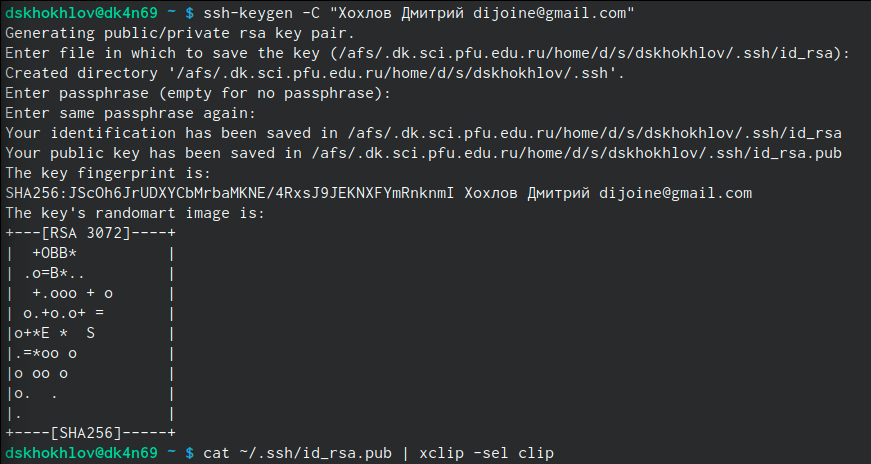 dskhokhlov@dk4n69 ~ $ ssh-keygen -C "Хохлов Дмитрий dijoine@gmail.com"
Generating public/private rsa key pair.
Enter file in which to save the key (/afs/.dk.sci.pfu.edu.ru/home/d/s/dskhokhlov/.ssh/id_rsa):
Created directory '/afs/.dk.sci.pfu.edu.ru/home/d/s/dskhokhlov/.ssh'.
Enter passphrase (empty for no passphrase):
Enter same passphrase again:
Your identification has been saved in /afs/.dk.sci.pfu.edu.ru/home/d/s/dskhokhlov/.ssh/id_rsa
Your public key has been saved in /afs/.dk.sci.pfu.edu.ru/home/d/s/dskhokhlov/.ssh/id_rsa.pub
The key fingerprint is:
SHA256:JScOh6JrUDXYCbMrbaMKNE/4RxsJ9JEKNXFYmRnknmI Хохлов Дмитрий dijoine@gmail.com
The key's randomart image is:
+---[RSA 3072]----+
|  +OBB*          |
| .o=B*..         |
|  +.ooo + o      |
| o.+o.o+ =       |
|o+*E *  S        |
|.=*oo o          |
|o oo o           |
|o.  .            |
|.                |
+----[SHA256]-----+
dskhokhlov@dk4n69 ~ $ cat ~/.ssh/id_rsa.pub | xclip -sel clip